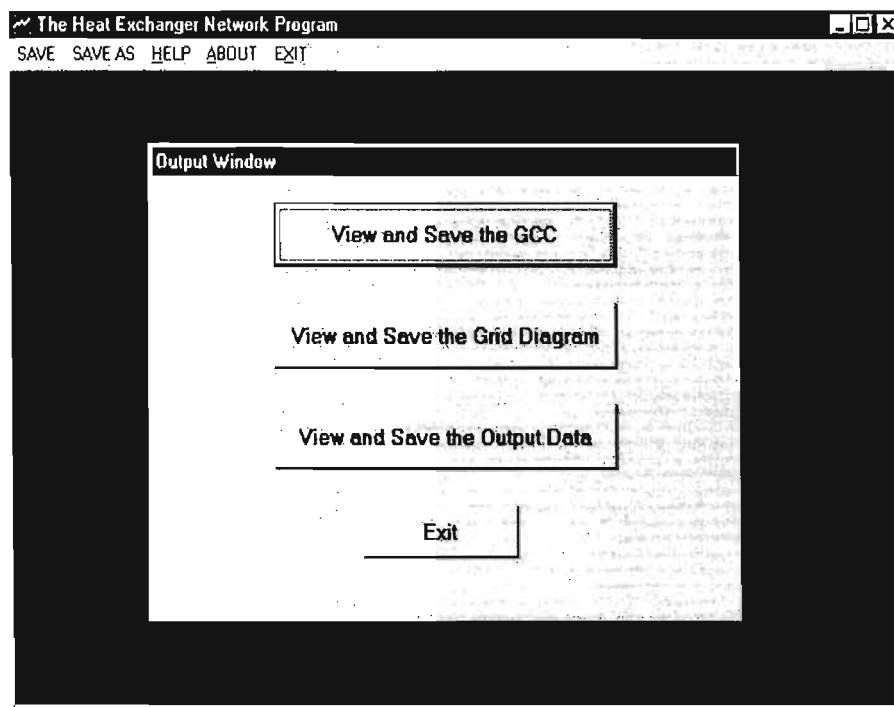 The Heat Exchanger Network Program
SAVE SAVE AS HELP ABOUT EXIT
Output Window
View and Save the GCC
View and Save the Grid Diagram
View and Save the Output Data
Exit